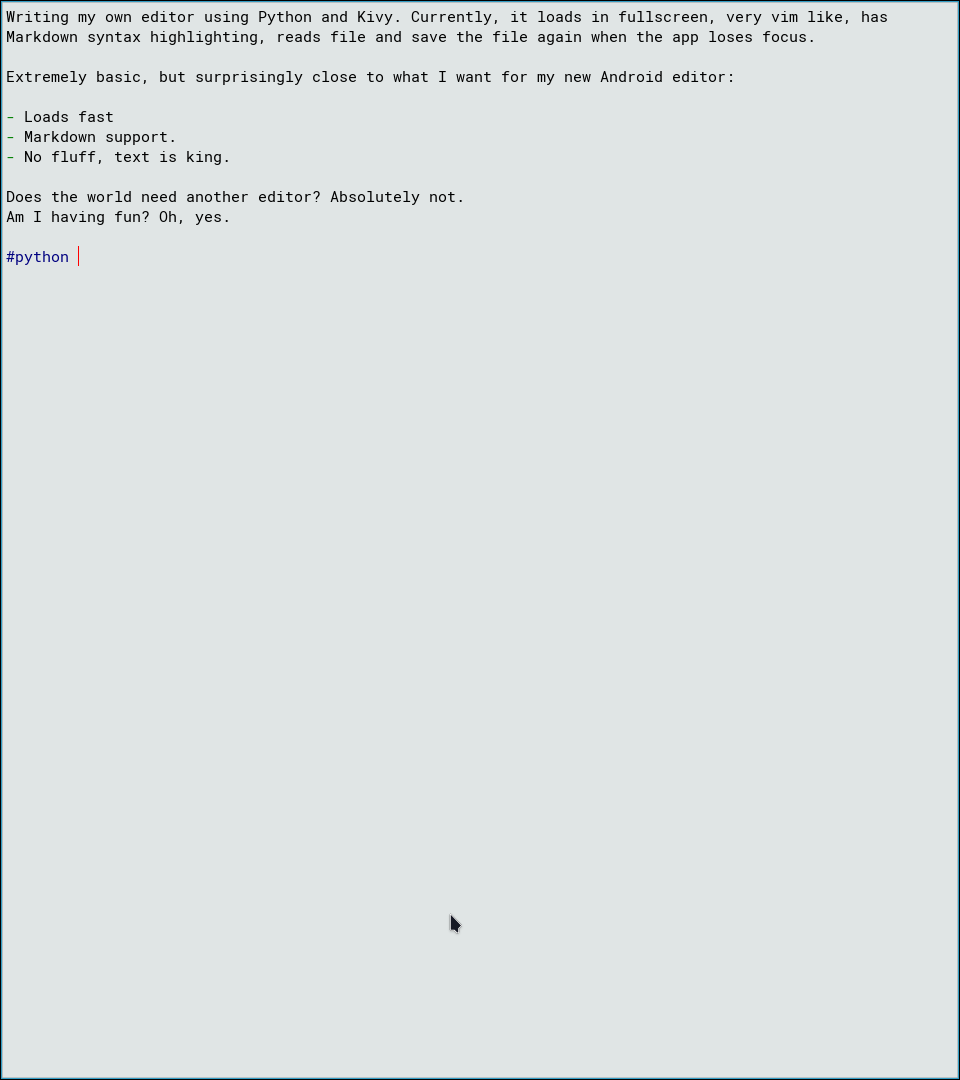 Writing my own editor using Python and Kivy. Currently, it loads in fullscreen, very vim like, has
Markdown syntax highlighting, reads file and save the file again when the app loses focus.
Extremely basic, but surprisingly close to what I want for my new Android editor:
- Loads fast
- Markdown support.
- No fluff, text is king.
Does the world need another editor? Absolutely not.
Am I having fun? Oh, yes.
#python